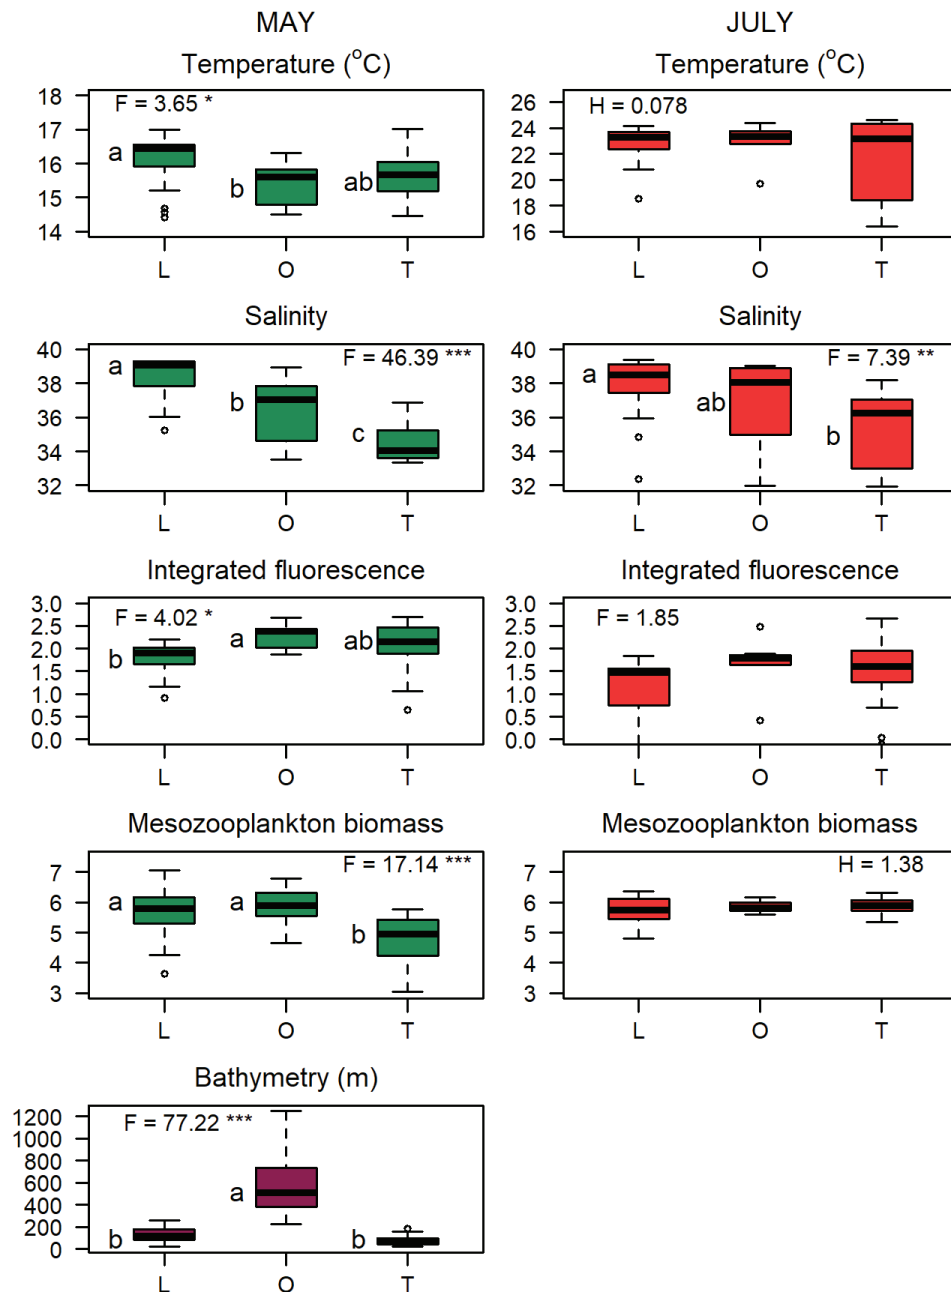 MAY
Temperature (°C)
F = 3.65 *
18
17
16
15
14
a
b
ab
L O T
JULY
Temperature (°C)
H = 0.078
26
24
22
20
18
16
L O T
Salinity
F = 46.39 ***
40
38
36
34
32
a
b
c
L O T
Salinity
F = 7.39 **
40
38
36
34
32
a
ab
b
L O T
Integrated fluorescence
F = 4.02 *
3.0
2.5
2.0
1.5
1.0
0.5
0.0
b
a
ab
L O T
Integrated fluorescence
F = 1.85
3.0
2.5
2.0
1.5
1.0
0.5
0.0
L O T
Mesozooplankton biomass
F = 17.14 ***
7
6
5
4
3
a
a
b
L O T
Mesozooplankton biomass
H = 1.38
7
6
5
4
3
L O T
Bathymetry (m)
F = 77.22 ***
1200
1000
800
600
400
200
0
b
a
b
L O T